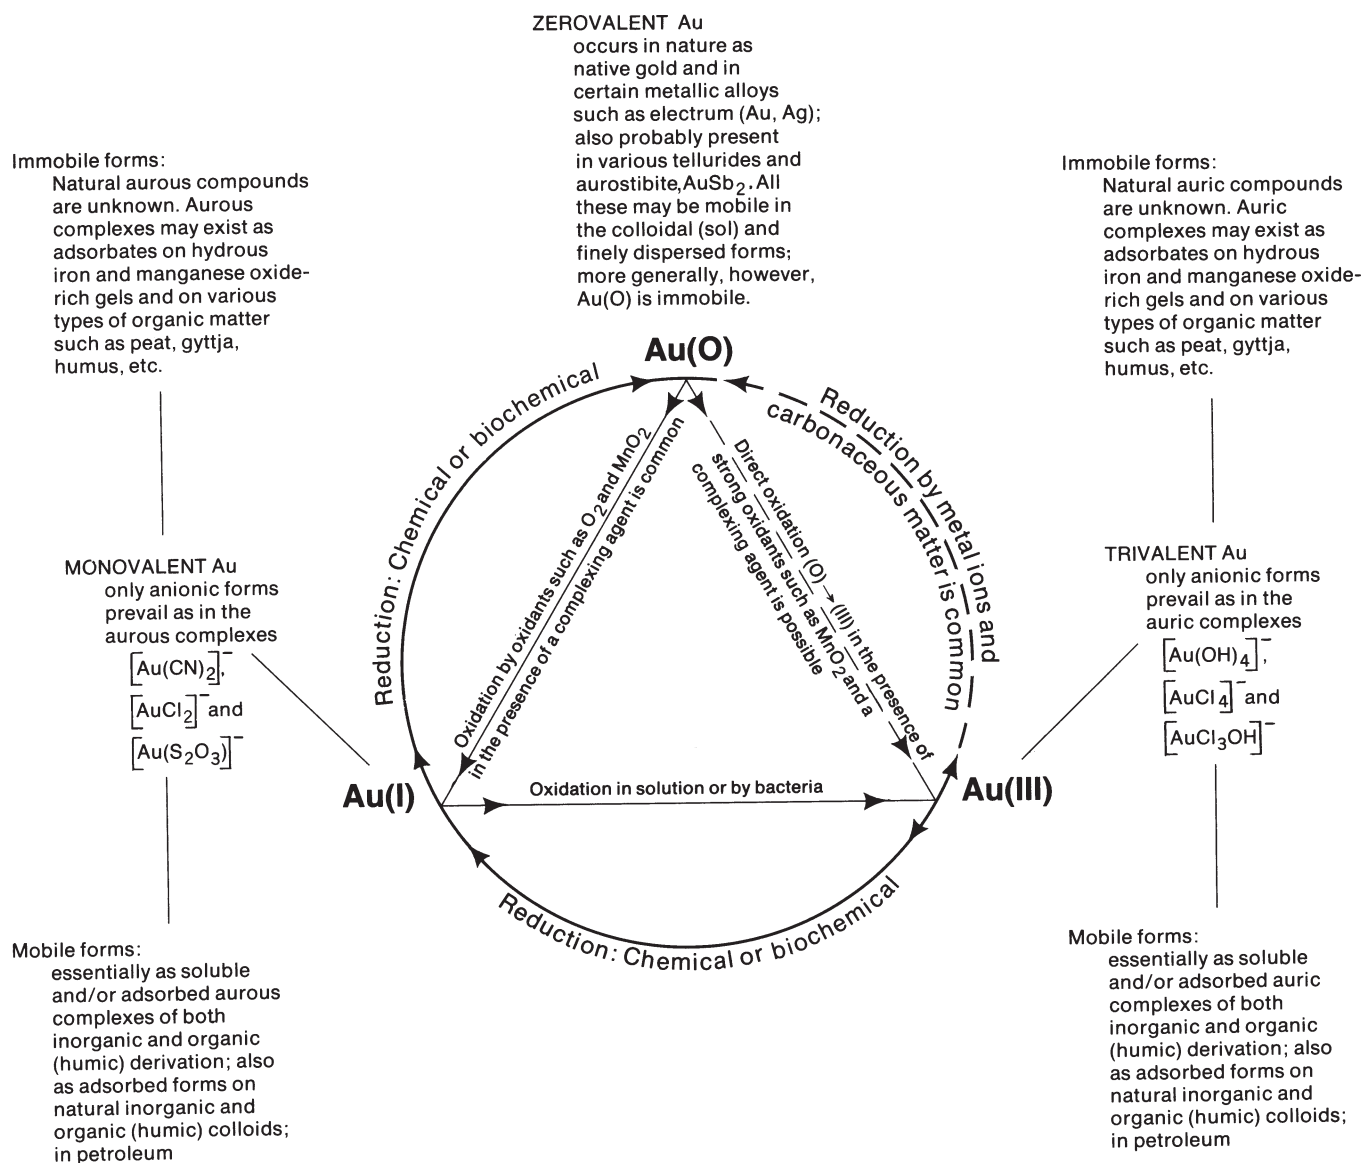 ZEROVALENT Au
occurs in nature as
native gold and in
certain metallic alloys
such as electrum (Au, Ag);
also probably present
in various tellurides and
aurostibite,AuSb₂. All
these may be mobile in
the colloidal (sol) and
finely dispersed forms;
more generally, however,
Au(O) is immobile.
Immobile forms:
Natural aurous compounds
are unknown. Aurous
complexes may exist as
adsorbates on hydrous
iron and manganese oxide-
rich gels and on various
types of organic matter
such as peat, gyttja,
humus, etc.
Immobile forms:
Natural auric compounds
are unknown. Auric
complexes may exist as
adsorbates on hydrous
iron and manganese oxide-
rich gels and on various
types of organic matter
such as peat, gyttja,
humus, etc.
Au(O)
Reduction: Chemical or biochemical
Oxidation by oxidants such as O₂ and MnO₂
in the presence of a complexing agent is common
Direct oxidation (O) → (III) in the presence of
strong oxidants such as MnO₂ and a
complexing agent is possible
Reduction by metal ions and
carbonaceous matter is common
MONOVALENT Au
only anionic forms
prevail as in the
aurous complexes
[Au(CN)₂]⁻,
[AuCl₂]⁻ and
[Au(S₂O₃)]⁻
TRIVALENT Au
only anionic forms
prevail as in the
auric complexes
[Au(OH)₄]⁻,
[AuCl₄]⁻ and
[AuCl₃OH]⁻
Au(I)
Oxidation in solution or by bacteria
Au(III)
Reduction: Chemical or biochemical
Mobile forms:
essentially as soluble
and/or adsorbed aurous
complexes of both
inorganic and organic
(humic) derivation; also
as adsorbed forms on
natural inorganic and
organic (humic) colloids;
in petroleum
Mobile forms:
essentially as soluble
and/or adsorbed auric
complexes of both
inorganic and organic
(humic) derivation; also
as adsorbed forms on
natural inorganic and
organic (humic) colloids;
in petroleum